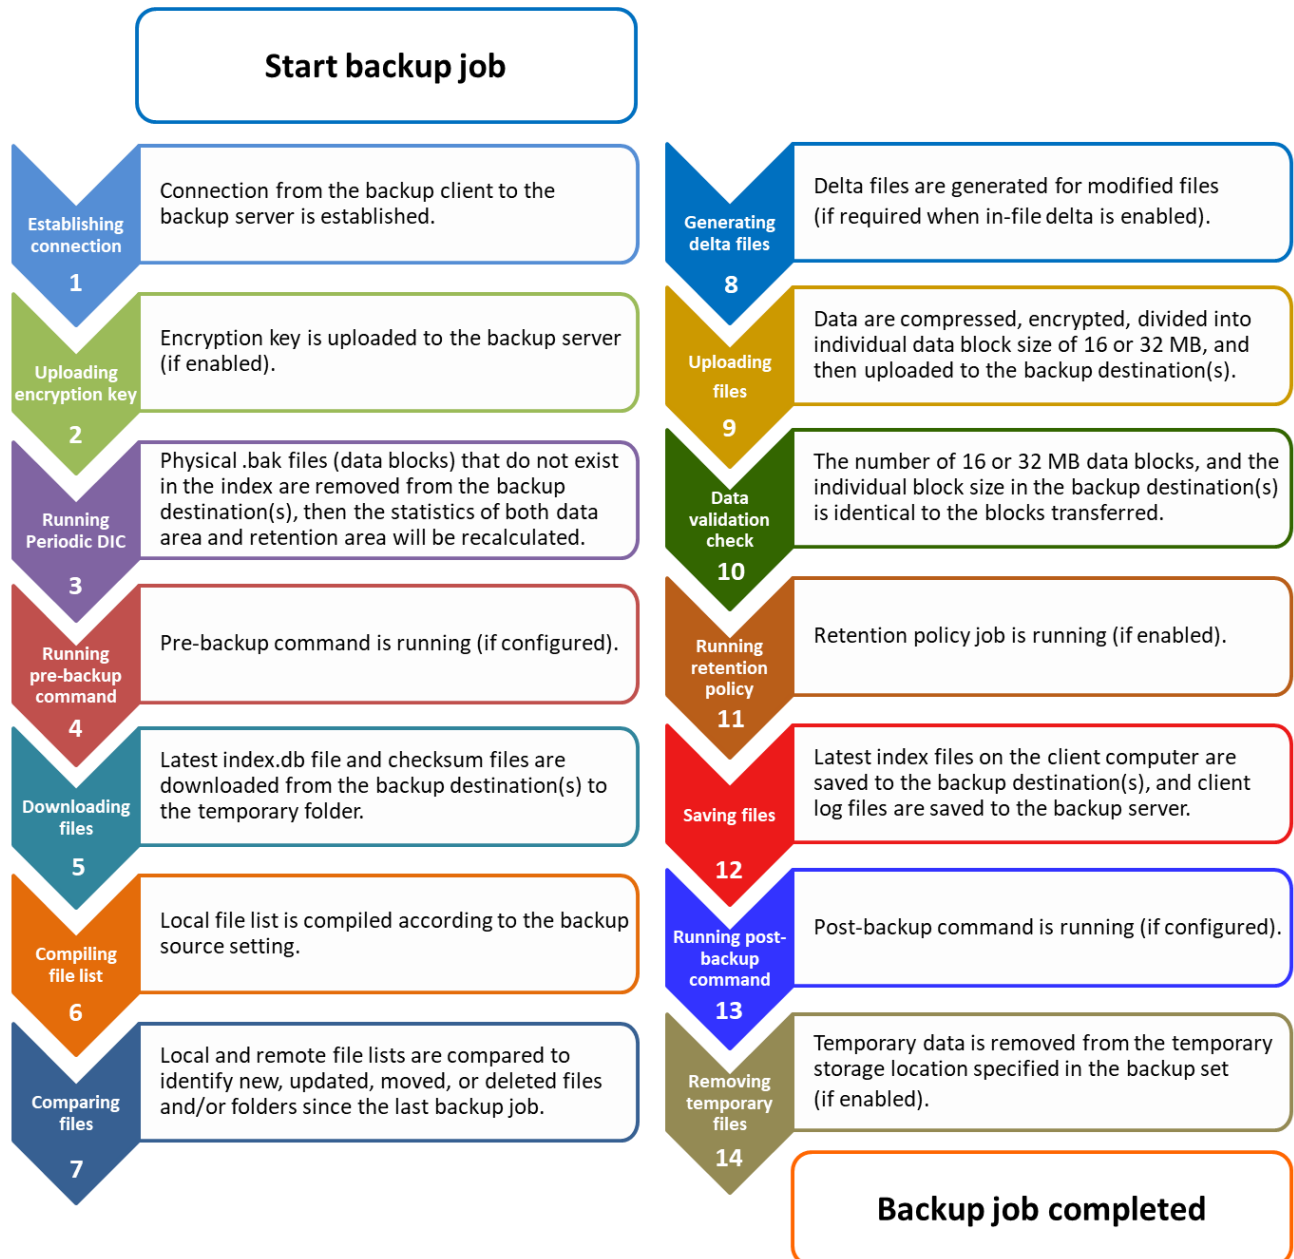 Start backup job
Establishing
connection
1
Connection from the backup client to the
backup server is established.
Uploading
encryption key
2
Encryption key is uploaded to the backup server
(if enabled).
Running
Periodic DIC
3
Physical .bak files (data blocks) that do not exist
in the index are removed from the backup
destination(s), then the statistics of both data
area and retention area will be recalculated.
Running
pre-backup
command
4
Pre-backup command is running (if configured).
Downloading
files
5
Latest index.db file and checksum files are
downloaded from the backup destination(s) to
the temporary folder.
Compiling
file list
6
Local file list is compiled according to the backup
source setting.
Comparing
files
7
Local and remote file lists are compared to
identify new, updated, moved, or deleted files
and/or folders since the last backup job.
Generating
delta files
8
Delta files are generated for modified files
(if required when in-file delta is enabled).
Uploading
files
9
Data are compressed, encrypted, divided into
individual data block size of 16 or 32 MB, and
then uploaded to the backup destination(s).
Data
validation
check
10
The number of 16 or 32 MB data blocks, and the
individual block size in the backup destination(s)
is identical to the blocks transferred.
Running
retention
policy
11
Retention policy job is running (if enabled).
Saving files
12
Latest index files on the client computer are
saved to the backup destination(s), and client
log files are saved to the backup server.
Running post-
backup
command
13
Post-backup command is running (if configured).
Removing
temporary
files
14
Temporary data is removed from the temporary
storage location specified in the backup set
(if enabled).
Backup job completed